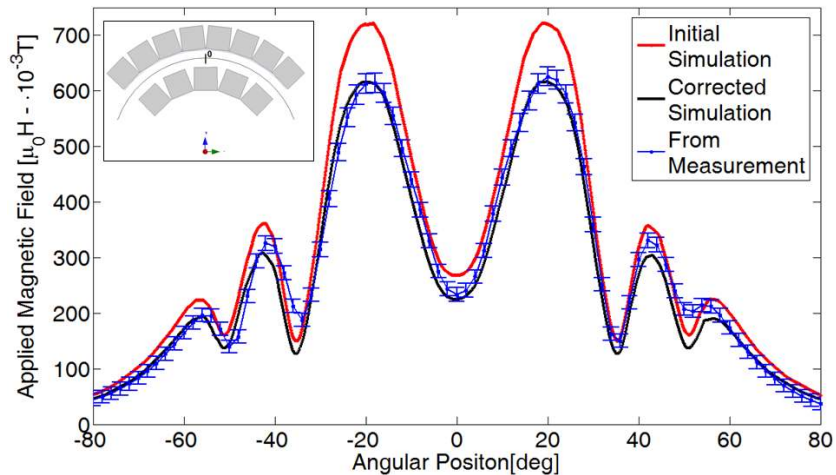 Applied Magnetic Field [μ_0H - ·10^-3T]
700
600
500
400
300
200
100
0
-80
-60
-40
-20
0
20
40
60
80
Angular Positon[deg]
0
Initial
Simulation
Corrected
Simulation
From
Measurement